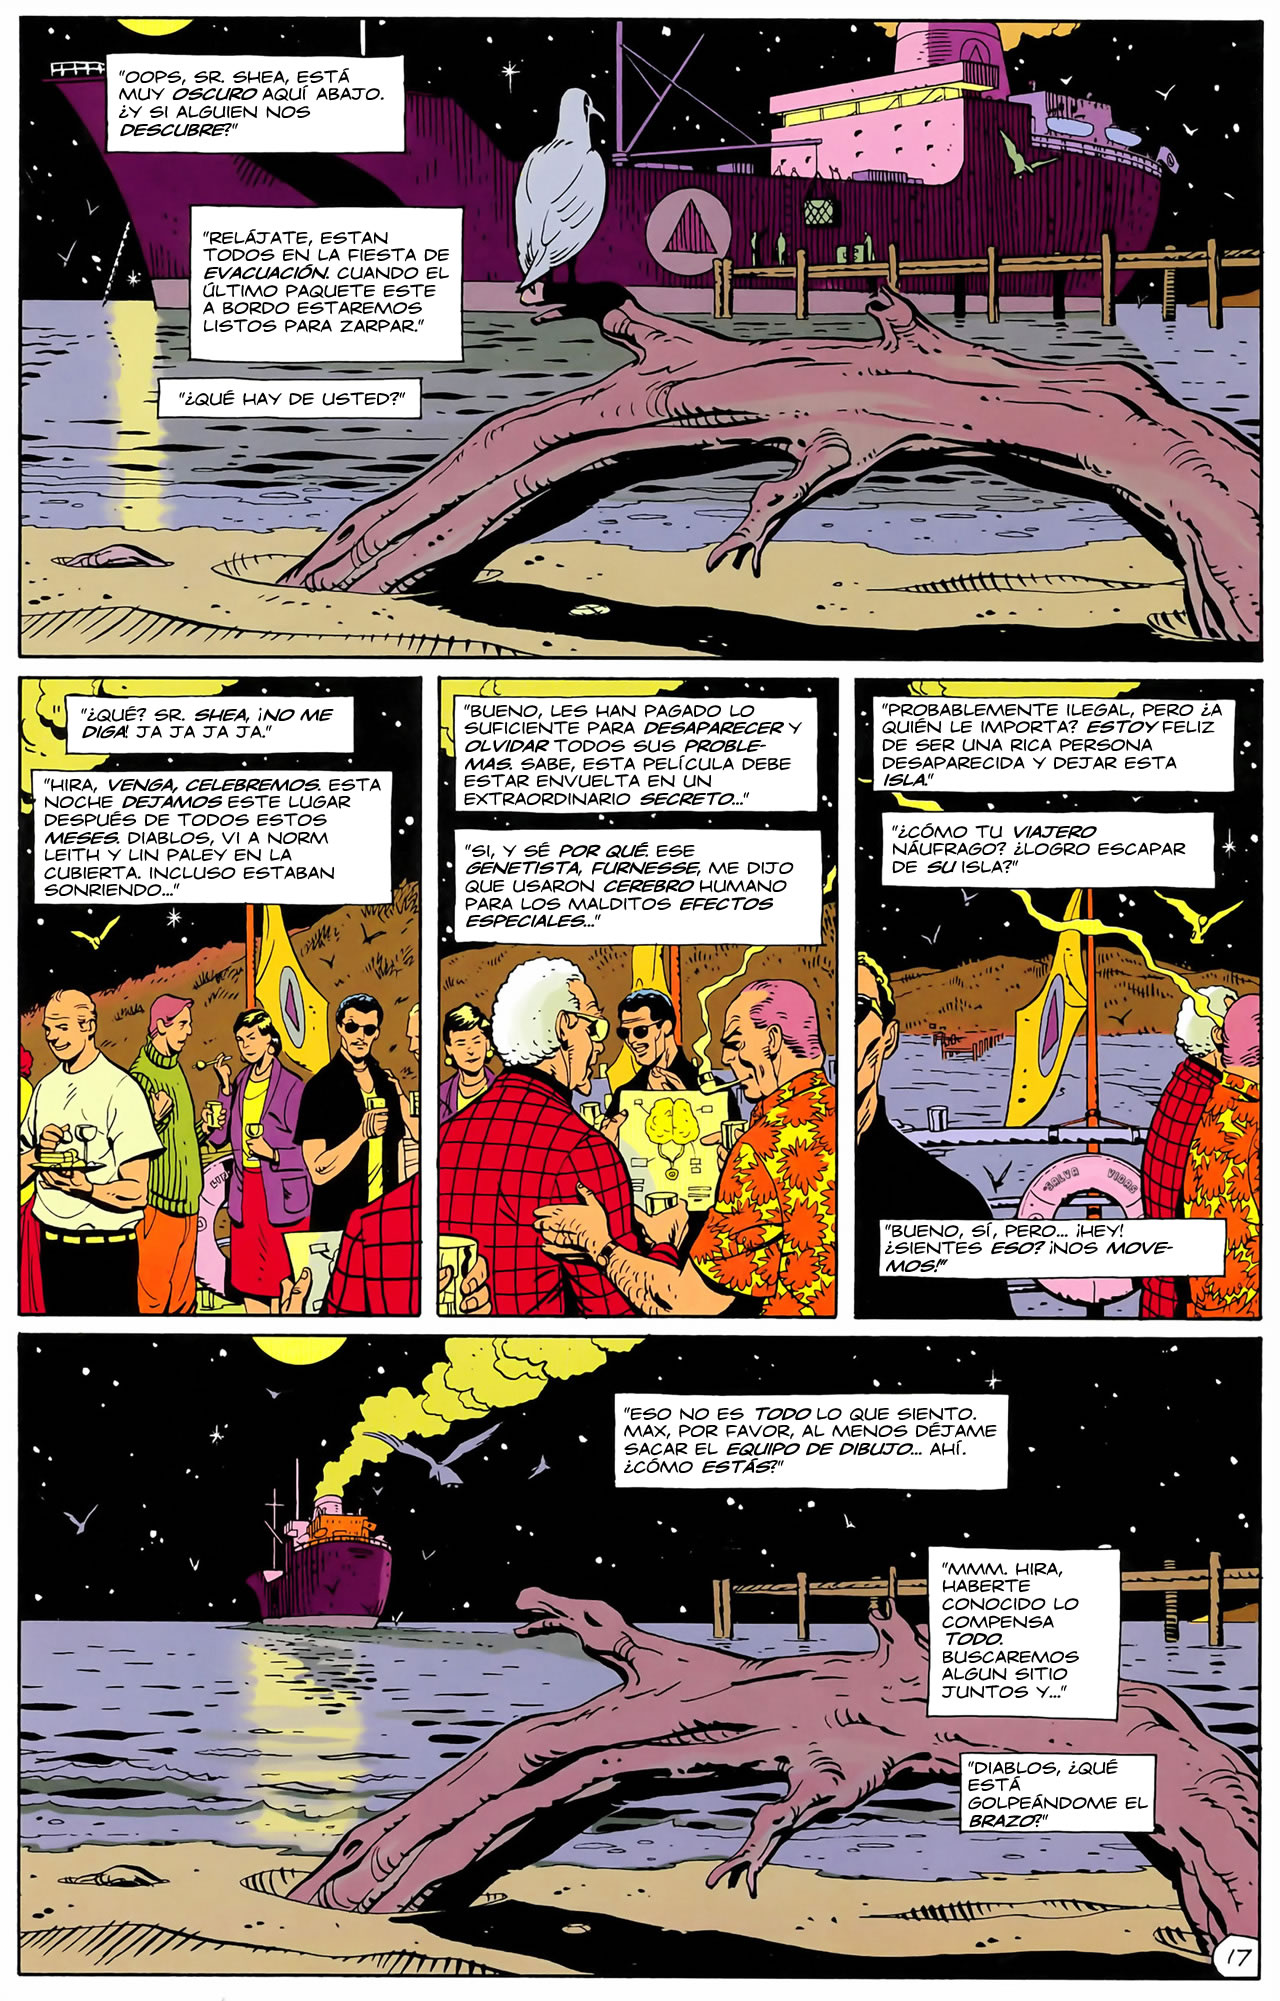 "OOPS, SR. SHEA, ESTÁ
MUY OSCURO AQUÍ ABAJO.
¿Y SI ALGUIEN NOS
DESCUBRE?"
"RELÁJATE, ESTAN
TODOS EN LA FIESTA DE
EVACUACIÓN. CUANDO EL
ÚLTIMO PAQUETE ESTE
A BORDO ESTAREMOS
LISTOS PARA ZARPAR."
"¿QUÉ HAY DE USTED?"
"¿QUÉ? SR. SHEA, ¡NO ME
DIGA! JA JA JA JA."
"HIRA, VENGA, CELEBREMOS. ESTA
NOCHE DEJAMOS ESTE LUGAR
DESPUÉS DE TODOS ESTOS
MESES. DIABLOS, VI A NORM
LEITH Y LIN PALEY EN LA
CUBIERTA. INCLUSO ESTABAN
SONRIENDO..."
"BUENO, LES HAN PAGADO LO
SUFICIENTE PARA DESAPARECER Y
OLVIDAR TODOS SUS PROBLE-
MAS. SABE, ESTA PELÍCULA DEBE
ESTAR ENVUELTA EN UN
EXTRAORDINARIO SECRETO..."
"SI, Y SÉ POR QUÉ. ESE
GENETISTA, FURNESSE, ME DIJO
QUE USARON CEREBRO HUMANO
PARA LOS MALDITOS EFECTOS
ESPECIALES..."
"PROBABLEMENTE ILEGAL, PERO ¿A
QUIÉN LE IMPORTA? ESTOY FELIZ
DE SER UNA RICA PERSONA
DESAPARECIDA Y DEJAR ESTA
ISLA."
"¿CÓMO TU VIAJERO
NÁUFRAGO? ¿LOGRO ESCAPAR
DE SU ISLA?"
SALVA VIDAS
"BUENO, SÍ, PERO... ¡HEY!
¿SIENTES ESO? ¡NOS MOVE-
MOS!"
"ESO NO ES TODO LO QUE SIENTO.
MAX, POR FAVOR, AL MENOS DÉJAME
SACAR EL EQUIPO DE DIBUJO... AHÍ.
¿CÓMO ESTÁS?"
"MMM. HIRA,
HABERTE
CONOCIDO LO
COMPENSA
TODO.
BUSCAREMOS
ALGUN SITIO
JUNTOS Y..."
"DIABLOS, ¿QUÉ
ESTÁ
GOLPEÁNDOME EL
BRAZO?"
17